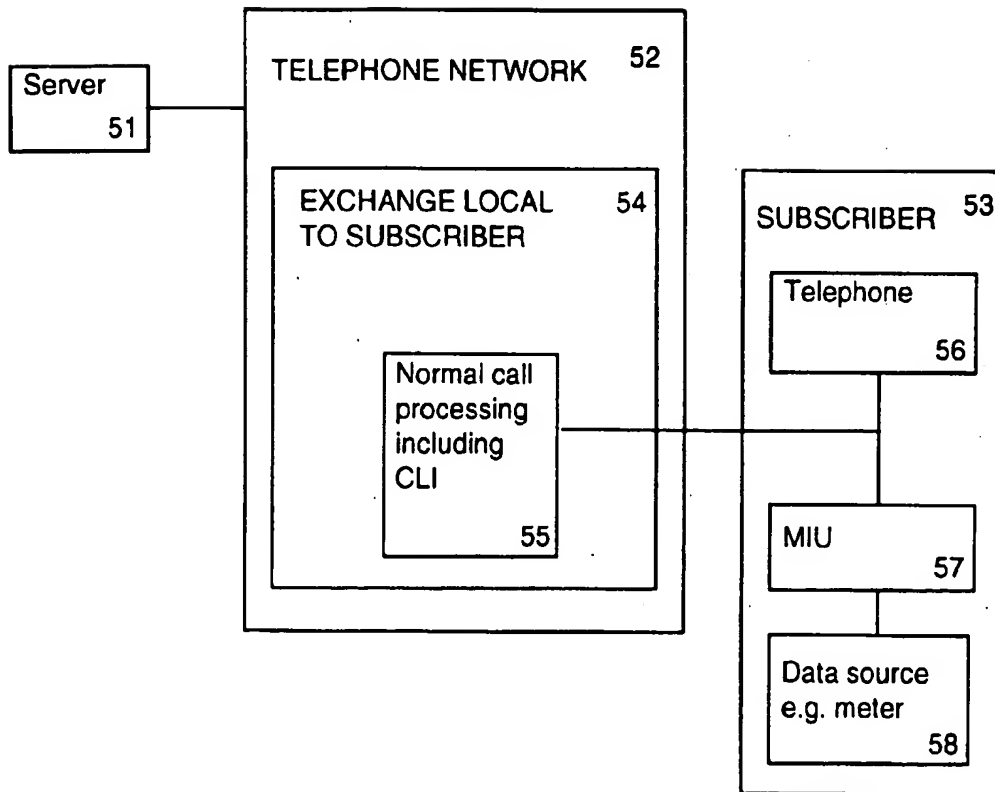 Server
51
TELEPHONE NETWORK 52
EXCHANGE LOCAL 54
TO SUBSCRIBER
Normal call
processing
including
CLI
55
SUBSCRIBER 53
Telephone
56
MIU
57
Data source
e.g. meter
58